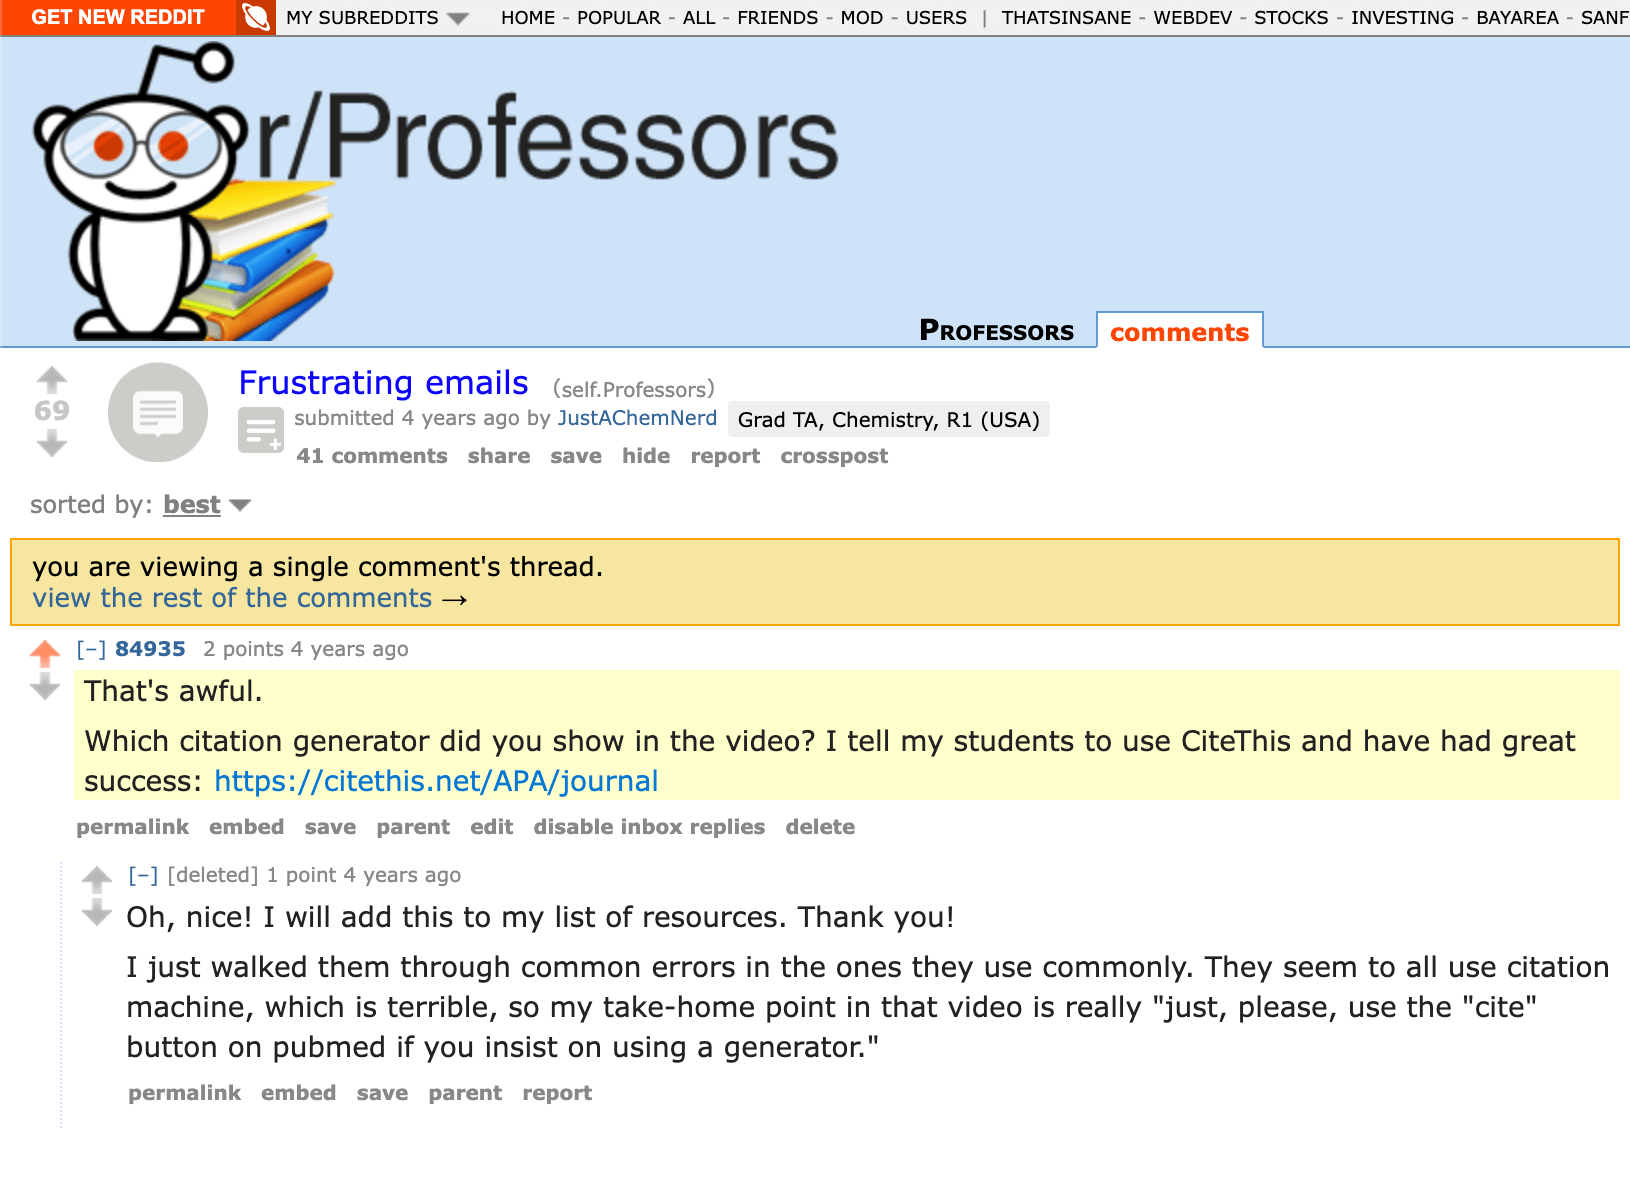 GET NEW REDDIT MY SUBREDDITS HOME - POPULAR - ALL - FRIENDS - MOD - USERS | THATSINSANE - WEBDEV - STOCKS - INVESTING - BAYAREA - SANF
r/Professors
PROFESSORS comments
Frustrating emails (self.Professors)
69
submitted 4 years ago by JustAChemNerd Grad TA, Chemistry, R1 (USA)
41 comments share save hide report crosspost
sorted by: best
you are viewing a single comment's thread.
view the rest of the comments →
[–] 84935 2 points 4 years ago
That's awful.
Which citation generator did you show in the video? I tell my students to use CiteThis and have had great
success: https://citethis.net/APA/journal
permalink embed save parent edit disable inbox replies delete
[–] [deleted] 1 point 4 years ago
Oh, nice! I will add this to my list of resources. Thank you!
I just walked them through common errors in the ones they use commonly. They seem to all use citation
machine, which is terrible, so my take-home point in that video is really "just, please, use the "cite"
button on pubmed if you insist on using a generator."
permalink embed save parent report